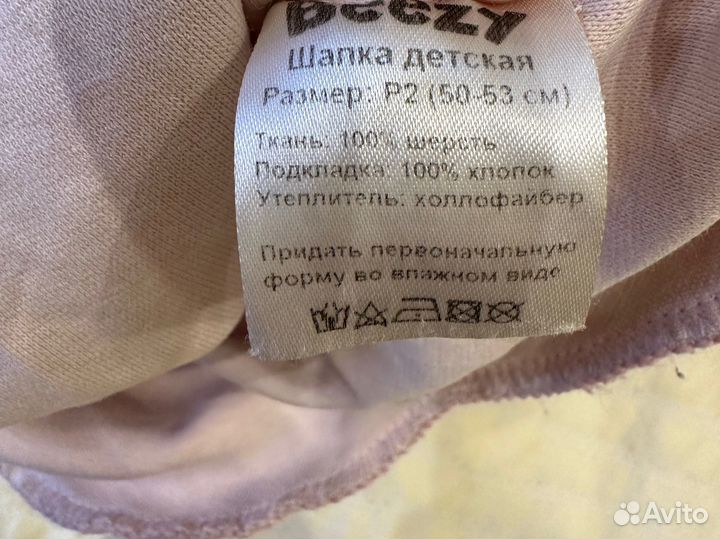 Beezy
Шапка детская
Размер: Р2 (50-53 см)
Ткань: 100% шерсть
Подкладка: 100% хлопок
Утеплитель: холлофайбер
Придать первоначальную
форму во влажном виде
Avito